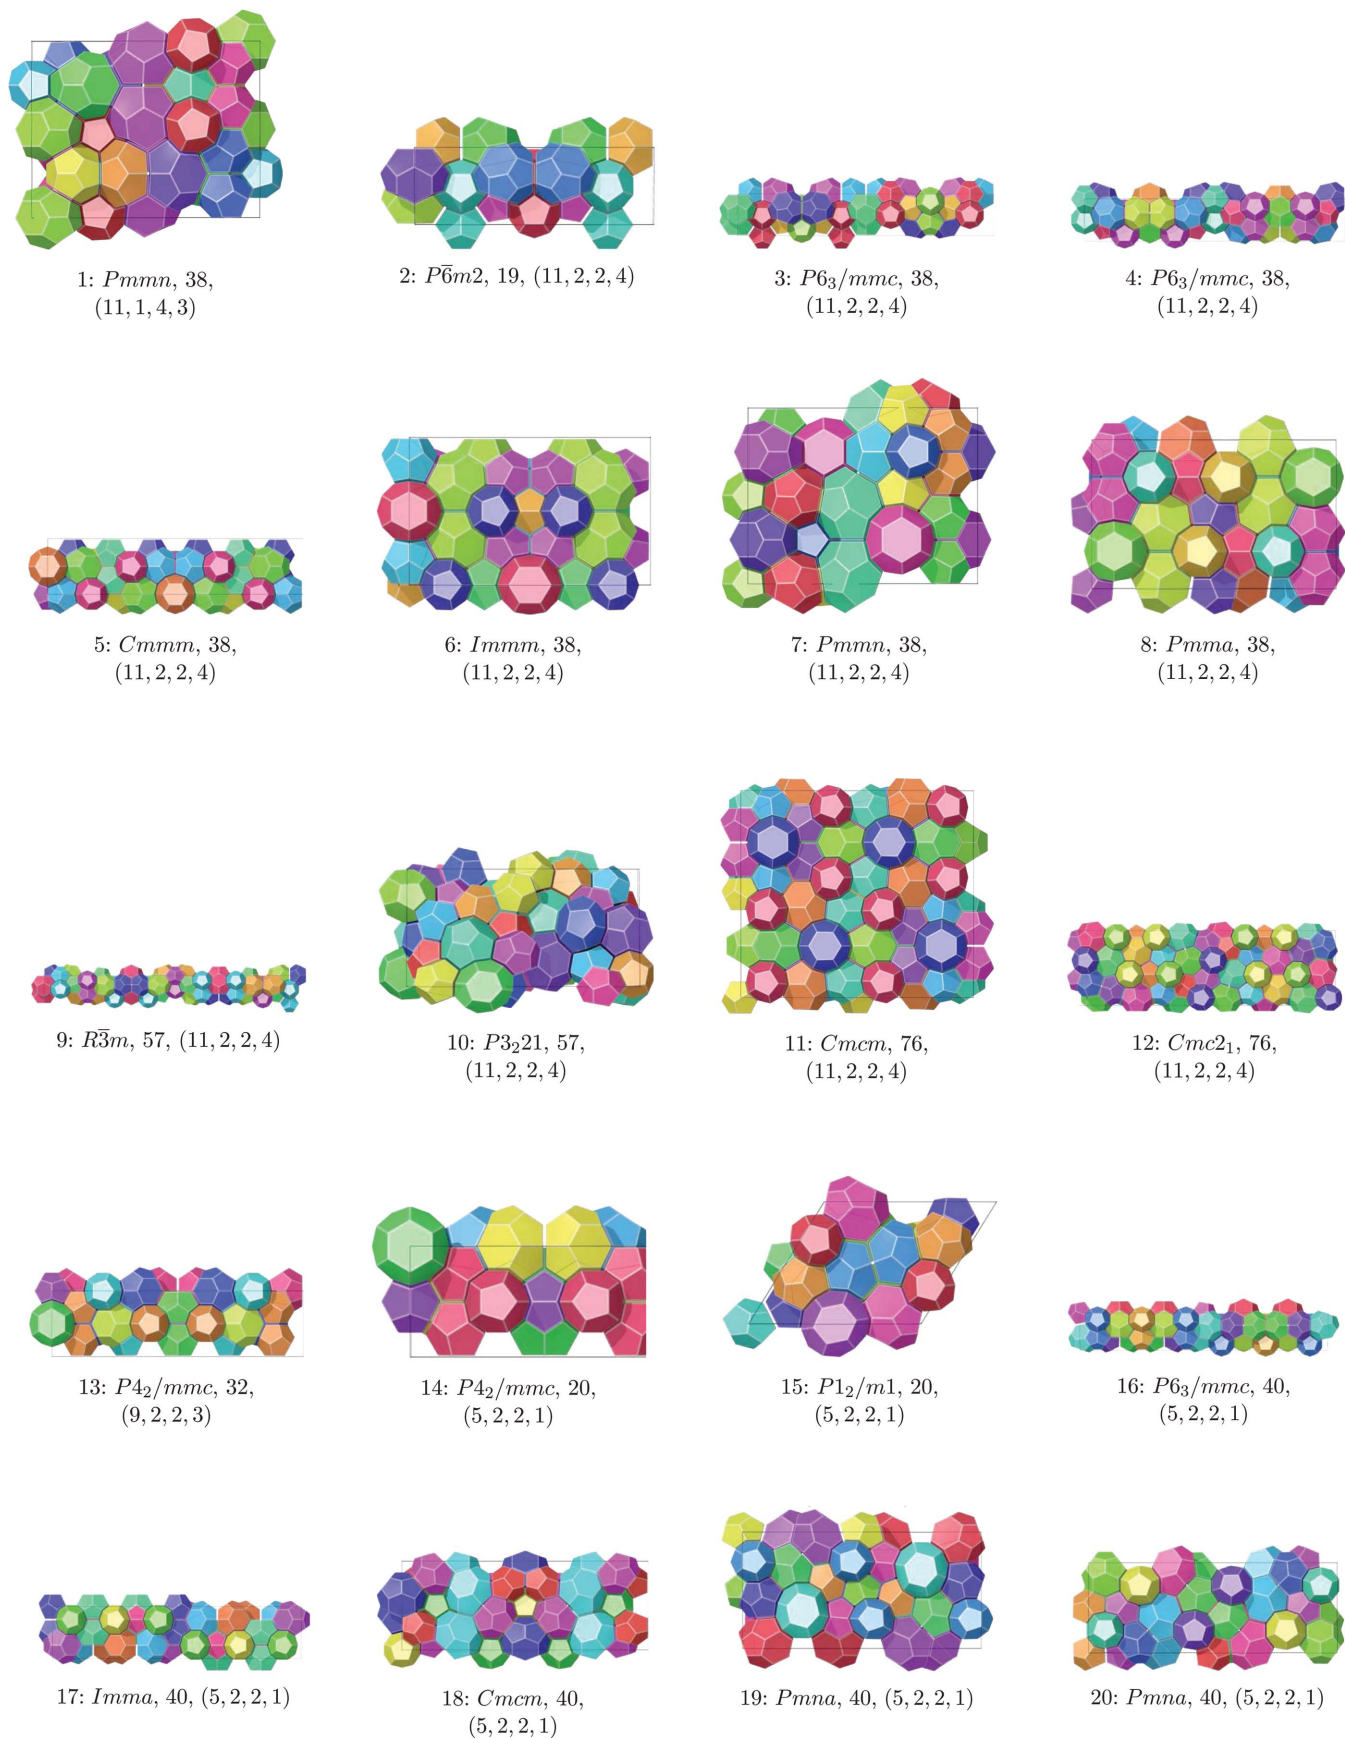 1: Pmmn, 38,
(11, 1, 4, 3)
2: P6̅m2, 19, (11, 2, 2, 4)
3: P6₃/mmc, 38,
(11, 2, 2, 4)
4: P6₃/mmc, 38,
(11, 2, 2, 4)
5: Cmmm, 38,
(11, 2, 2, 4)
6: Immm, 38,
(11, 2, 2, 4)
7: Pmmn, 38,
(11, 2, 2, 4)
8: Pmma, 38,
(11, 2, 2, 4)
9: R3̅m, 57, (11, 2, 2, 4)
10: P3₂21, 57,
(11, 2, 2, 4)
11: Cmcm, 76,
(11, 2, 2, 4)
12: Cmc2₁, 76,
(11, 2, 2, 4)
13: P4₂/mmc, 32,
(9, 2, 2, 3)
14: P4₂/mmc, 20,
(5, 2, 2, 1)
15: P1₂/m1, 20,
(5, 2, 2, 1)
16: P6₃/mmc, 40,
(5, 2, 2, 1)
17: Imma, 40, (5, 2, 2, 1)
18: Cmcm, 40,
(5, 2, 2, 1)
19: Pmna, 40, (5, 2, 2, 1)
20: Pmna, 40, (5, 2, 2, 1)